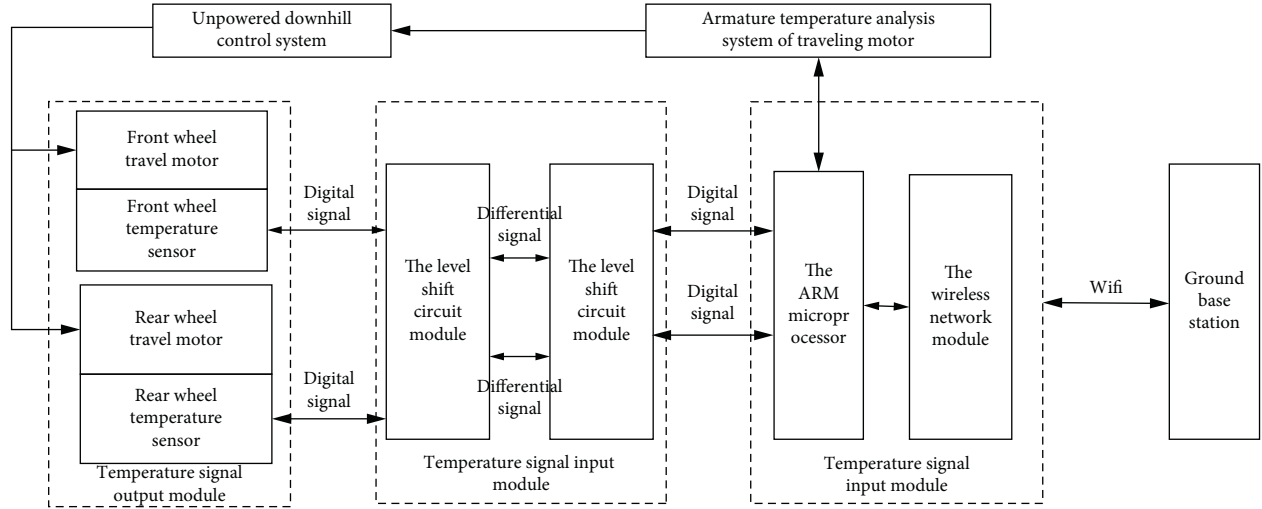 Unpowered downhill
control system
Armature temperature analysis
system of traveling motor
Front wheel
travel motor
Front wheel
temperature
sensor
Rear wheel
travel motor
Rear wheel
temperature
sensor
Temperature signal
output module
Digital
signal
Digital
signal
The level
shift
circuit
module
Differential
signal
Differential
signal
The level
shift
circuit
module
Temperature signal input
module
Digital
signal
Digital
signal
The
ARM
micropr
ocessor
The
wireless
network
module
Temperature signal
input module
Wifi
Ground
base
station